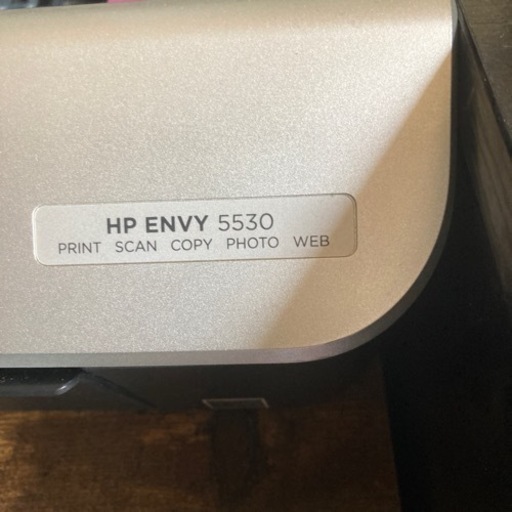 HP ENVY 5530
PRINT SCAN COPY PHOTO WEB